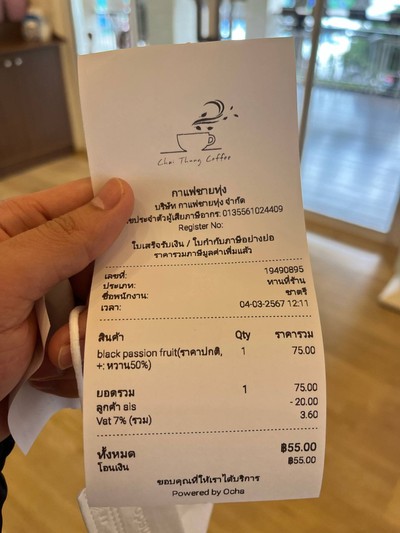 Chai Thung Coffee
กาแฟชายทุ่ง
บริษัท กาแฟชายทุ่ง จำกัด
ประจำตัวผู้เสียภาษีอากร: 0135561024409
Register No:
ใบเสร็จรับเงิน / ใบกำกับภาษีอย่างย่อ
ราคารวมภาษีมูลค่าเพิ่มแล้ว
เลขที่: 19490895
ประเภท: ทานที่ร้าน
ชื่อพนักงาน: ชาตรี
เวลา: 04-03-2567 12:11
สินค้า Qty ราคารวม
black passion fruit(ราคาปกติ, 1 75.00
+: หวาน50%)
ยอดรวม 1 75.00
ลูกค้า ais - 20.00
Vat 7% (รวม) 3.60
ทั้งหมด ฿55.00
โอนเงิน ฿55.00
ขอบคุณที่ให้เราได้บริการ
Powered by Ocha